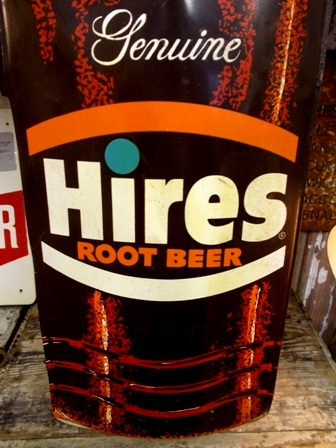 Genuine
Hires®
ROOT BEER
R